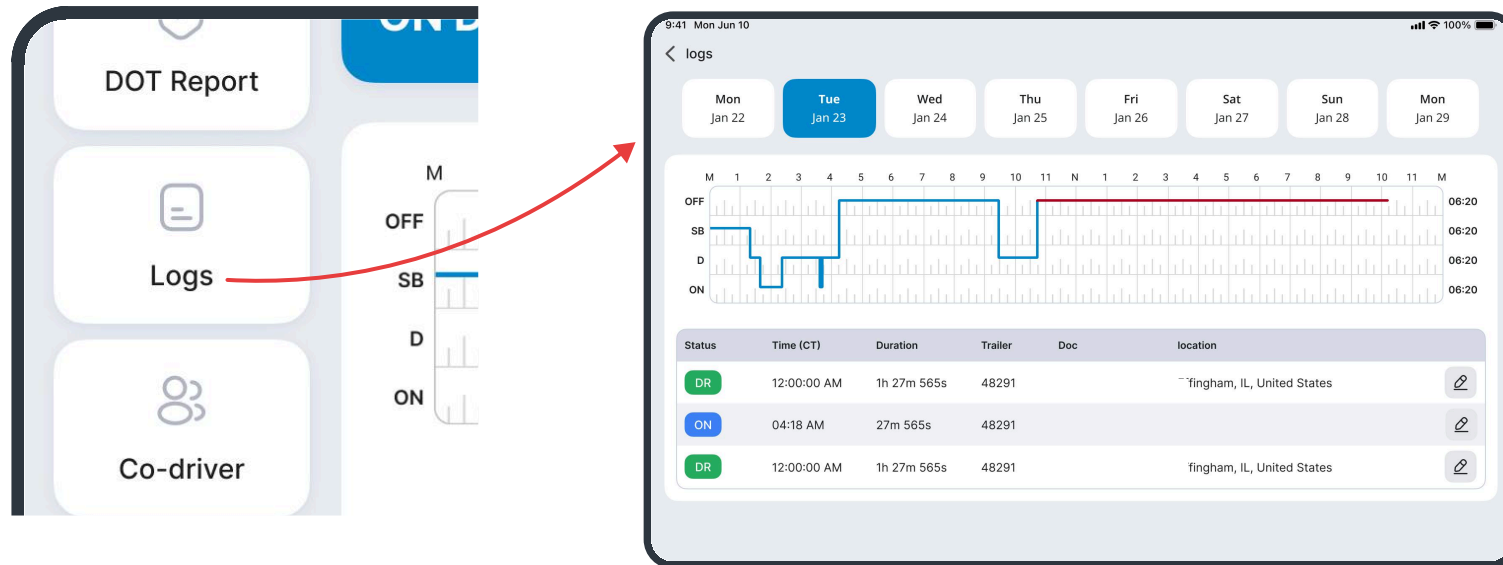 DOT Report
Logs
Co-driver
M
OFF
SB
D
ON
9:41 Mon Jun 10
100%
logs
Mon Tue Wed Thu Fri Sat Sun Mon
Jan 22 Jan 23 Jan 24 Jan 25 Jan 26 Jan 27 Jan 28 Jan 29
M 1 2 3 4 5 6 7 8 9 10 11 N 1 2 3 4 5 6 7 8 9 10 11 M
OFF 06:20
SB 06:20
D 06:20
ON 06:20
Status Time (CT) Duration Trailer Doc location
DR 12:00:00 AM 1h 27m 565s 48291 fingham, IL, United States
ON 04:18 AM 27m 565s 48291
DR 12:00:00 AM 1h 27m 565s 48291 fingham, IL, United States